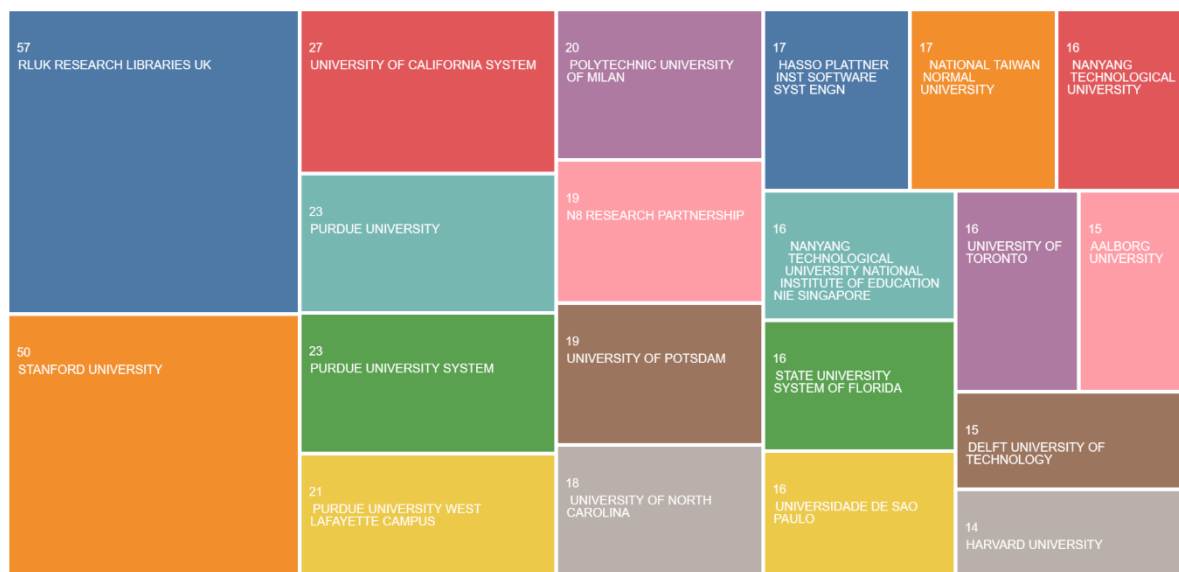 57
RLUK RESEARCH LIBRARIES UK
50
STANFORD UNIVERSITY
27
UNIVERSITY OF CALIFORNIA SYSTEM
23
PURDUE UNIVERSITY
23
PURDUE UNIVERSITY SYSTEM
21
PURDUE UNIVERSITY WEST
LAFAYETTE CAMPUS
20
POLYTECHNIC UNIVERSITY
OF MILAN
19
N8 RESEARCH PARTNERSHIP
19
UNIVERSITY OF POTSDAM
18
UNIVERSITY OF NORTH
CAROLINA
17
HASSO PLATTNER
INST SOFTWARE
SYST ENGN
17
NATIONAL TAIWAN
NORMAL
UNIVERSITY
16
NANYANG
TECHNOLOGICAL
UNIVERSITY
16
NANYANG
TECHNOLOGICAL
UNIVERSITY NATIONAL
INSTITUTE OF EDUCATION
NIE SINGAPORE
16
STATE UNIVERSITY
SYSTEM OF FLORIDA
16
UNIVERSIDADE DE SAO
PAULO
16
UNIVERSITY OF
TORONTO
15
AALBORG
UNIVERSITY
15
DELFT UNIVERSITY OF
TECHNOLOGY
14
HARVARD UNIVERSITY